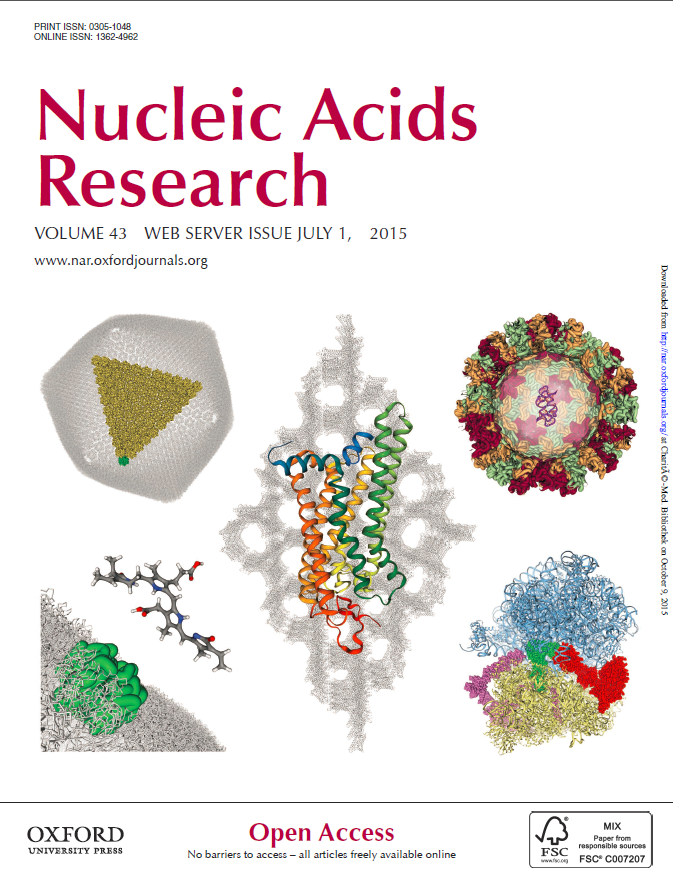 PRINT ISSN: 0305-1048
ONLINE ISSN: 1362-4962
Nucleic Acids
Research
VOLUME 43 WEB SERVER ISSUE JULY 1, 2015
www.nar.oxfordjournals.org
Downloaded from http://nar.oxfordjournals.org/ at CharitÃ©-Med. Bibliothek on October 9, 2015
OXFORD
UNIVERSITY PRESS
Open Access
No barriers to access – all articles freely available online
FSC®
www.fsc.org
MIX
Paper from
responsible sources
FSC® C007207